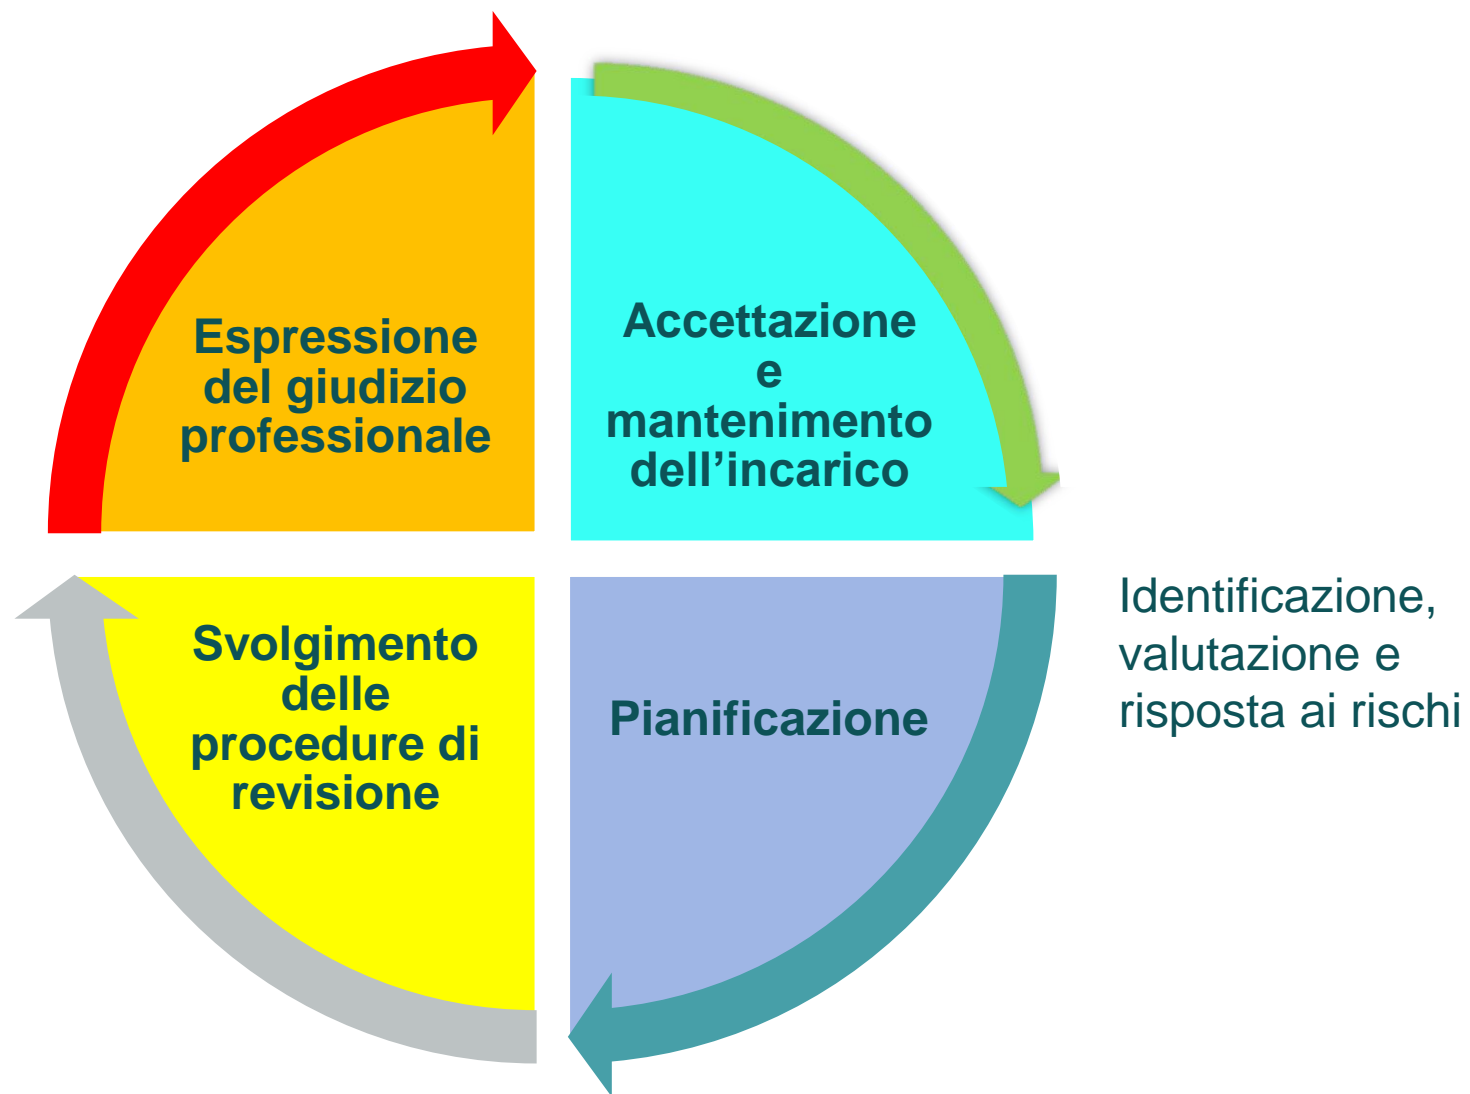 Espressione
del giudizio
professionale
Accettazione
e
mantenimento
dell’incarico
Svolgimento
delle
procedure di
revisione
Pianificazione
Identificazione,
valutazione e
risposta ai rischi